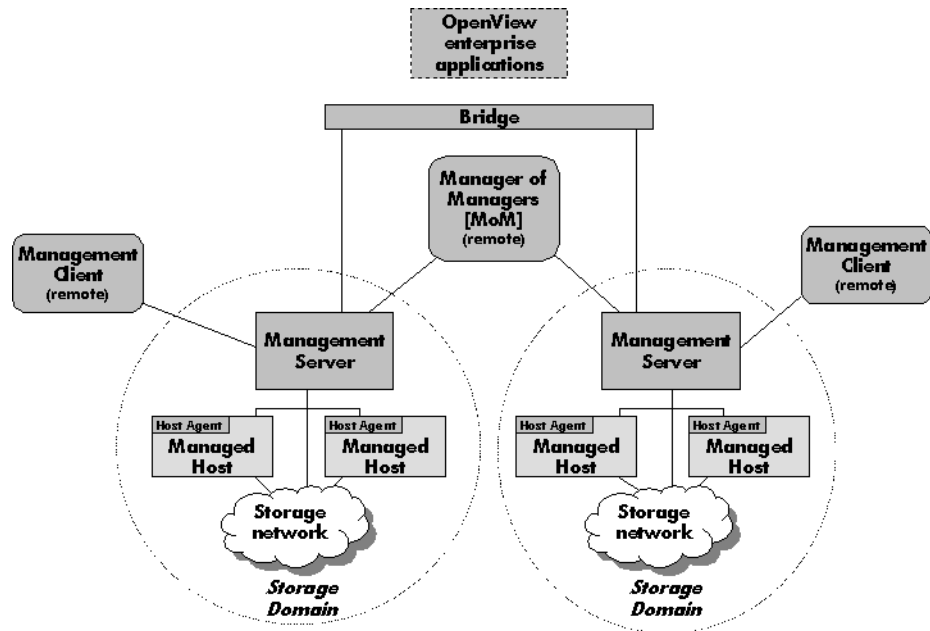 OpenView
enterprise
applications
Bridge
Manager of
Managers
[MoM]
(remote)
Management
Client
(remote)
Management
Client
(remote)
Management
Server
Management
Server
Host Agent
Managed
Host
Host Agent
Managed
Host
Host Agent
Managed
Host
Host Agent
Managed
Host
Storage
network
Storage
network
Storage
Domain
Storage
Domain